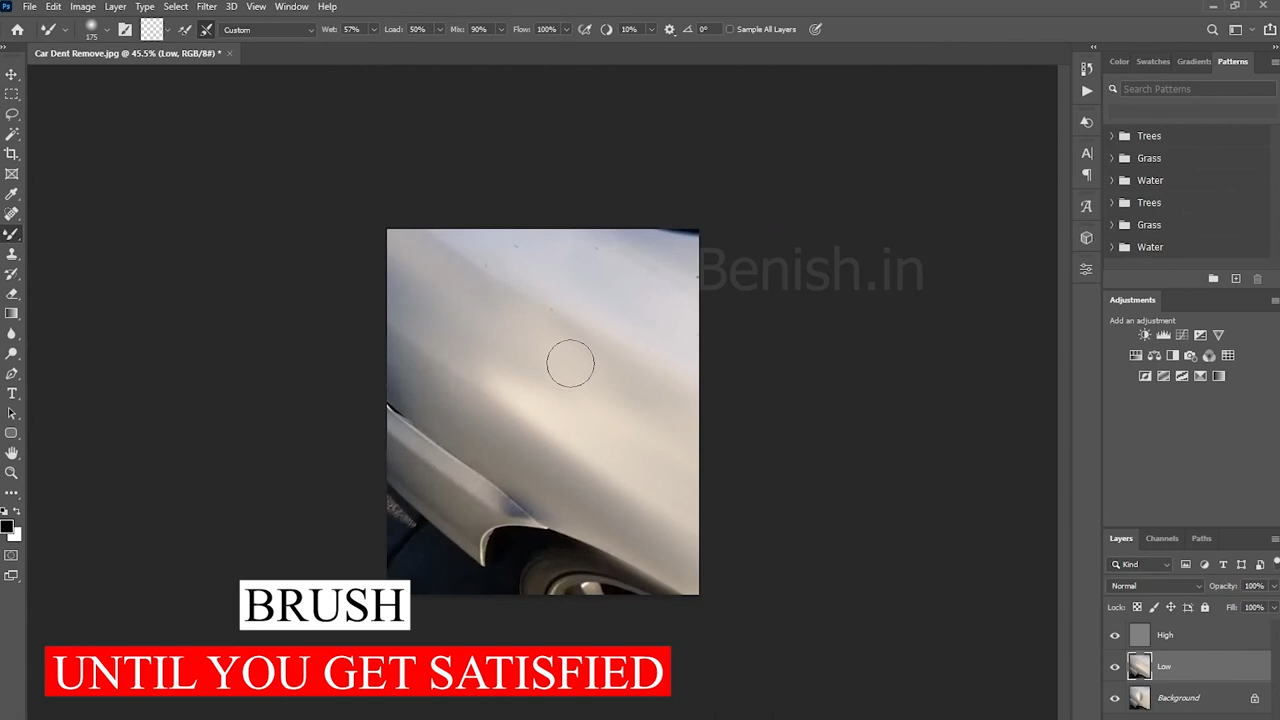 Ps File Edit Image Layer Type Select Filter 3D View Window Help
175 Custom Wet: 57% Load: 50% Mix: 90% Flow: 100% 10% 0° Sample All Layers
Car Dent Remove.jpg @ 45.5% (Low, RGB/8#) * ×
Color Swatches Gradients Patterns
Search Patterns
Trees
Grass
Water
Trees
Grass
Water
Benish.in
Adjustments
Add an adjustment
Layers Channels Paths
Kind
Normal Opacity: 100%
Lock: Fill: 100%
High
Low
Background
BRUSH
UNTIL YOU GET SATISFIED